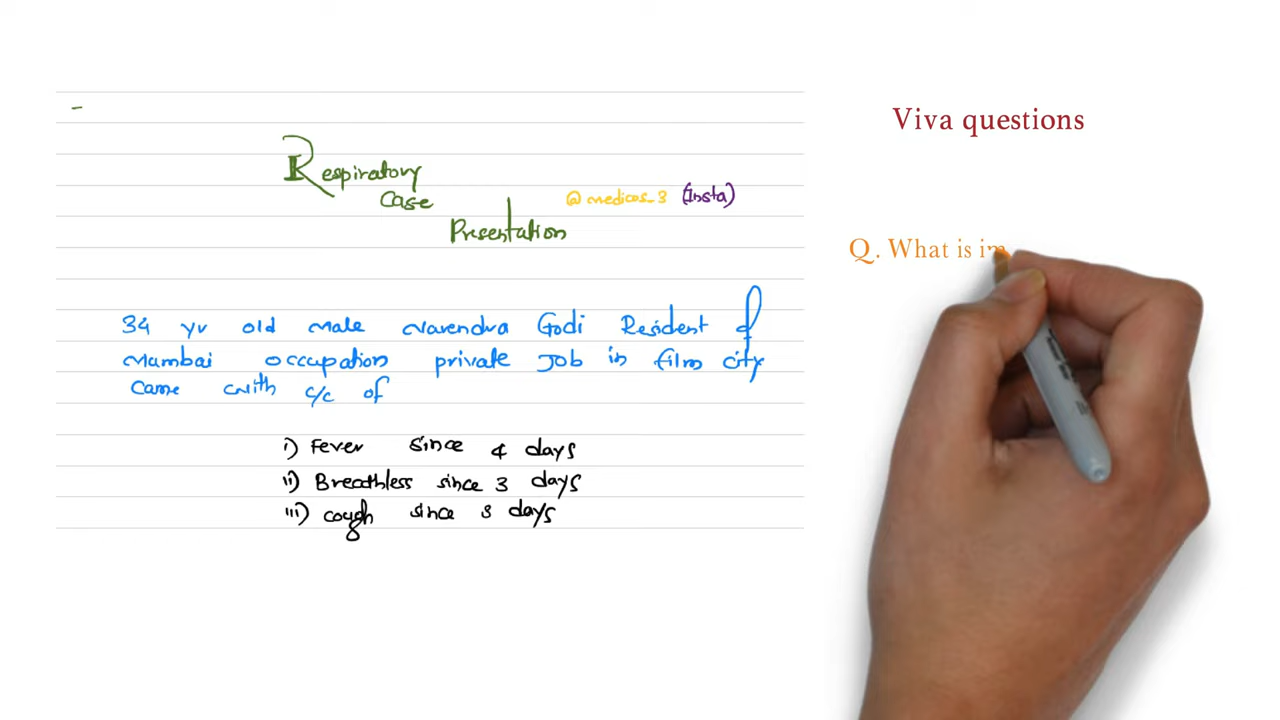 Respiratory
Case
Presentation
@medicos_3 (Insta)
34 yr old Male Narendra Godi Resident of
Mumbai occupation private Job in film city
Came with c/c of
i) Fever since 4 days
ii) Breathless since 3 days
iii) cough since 3 days
Viva questions
Q. What is im